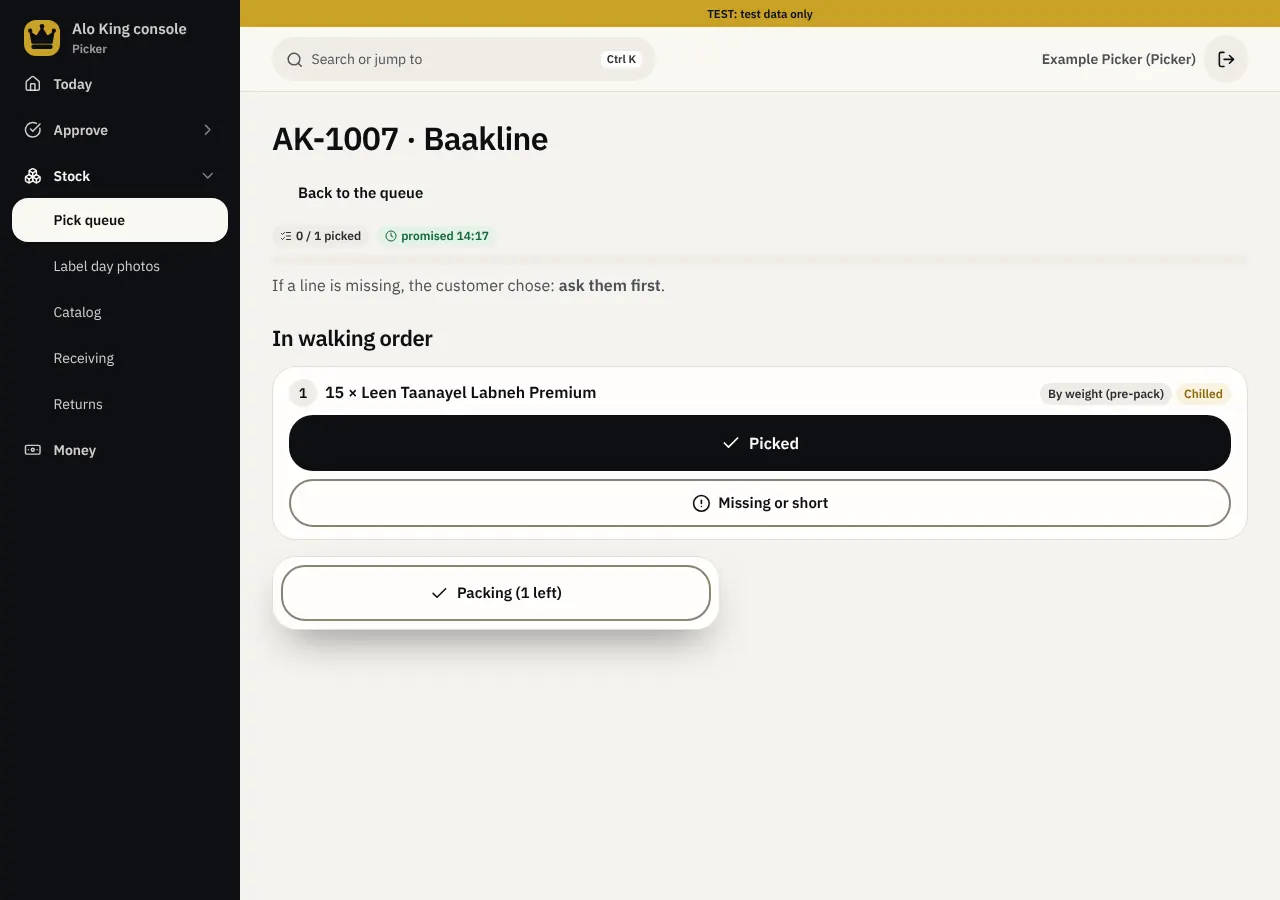 TEST: test data only
Alo King console
Picker
Today
Approve
Stock
Pick queue
Label day photos
Catalog
Receiving
Returns
Money
Search or jump to
Ctrl K
Example Picker (Picker)
AK-1007 · Baakline
Back to the queue
0 / 1 picked
promised 14:17
If a line is missing, the customer chose: ask them first.
In walking order
1 15 × Leen Taanayel Labneh Premium
By weight (pre-pack)
Chilled
Picked
Missing or short
Packing (1 left)